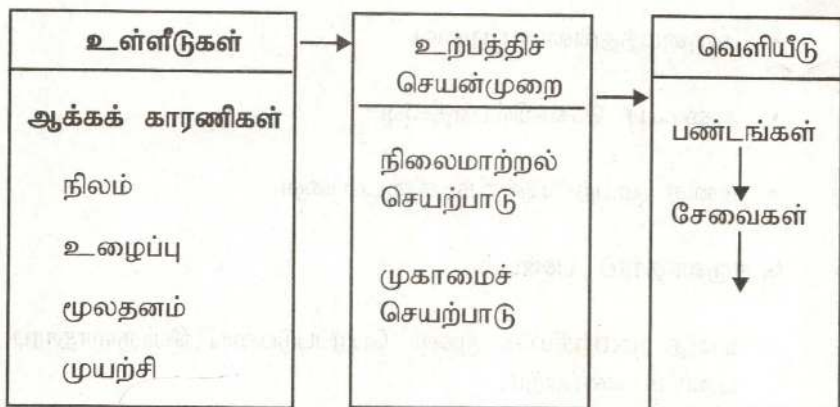 உள்ளீடுகள்
ஆக்கக் காரணிகள்
நிலம்
உழைப்பு
மூலதனம்
முயற்சி
உற்பத்திச்
செயன்முறை
நிலைமாற்றல்
செயற்பாடு
முகாமைச்
செயற்பாடு
வெளியீடு
பண்டங்கள்
சேவைகள்